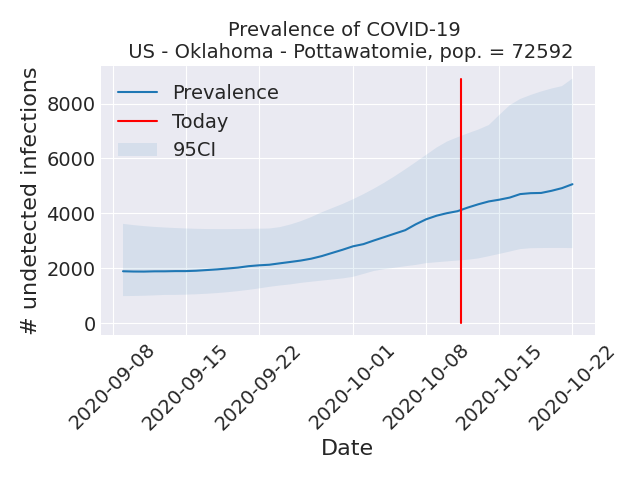 Prevalence of COVID-19
US - Oklahoma - Pottawatomie, pop. = 72592
Prevalence
Today
95CI
8000
6000
4000
2000
0
# undetected infections
2020-09-08
2020-09-15
2020-09-22
2020-10-01
2020-10-08
2020-10-15
2020-10-22
Date